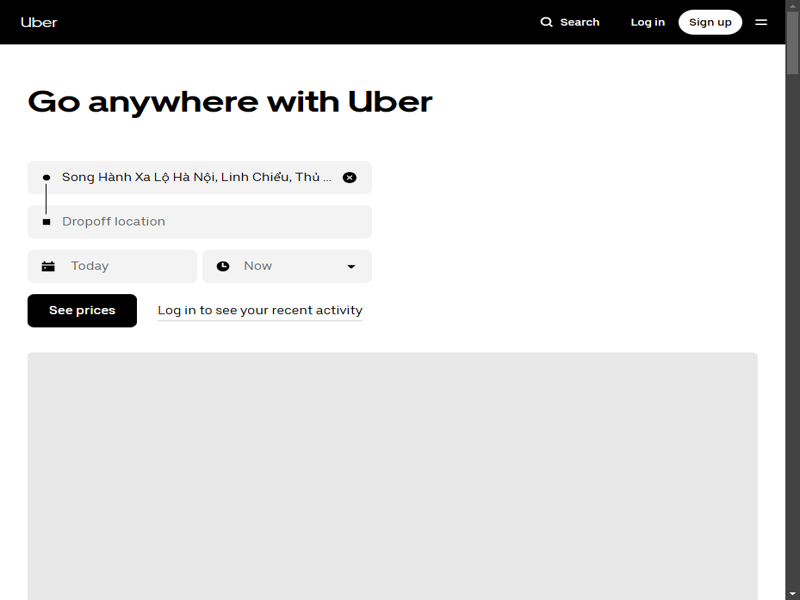 Uber
Search
Log in
Sign up
Go anywhere with Uber
Song Hành Xa Lộ Hà Nội, Linh Chiểu, Thủ ...
Dropoff location
Today
Now
See prices
Log in to see your recent activity